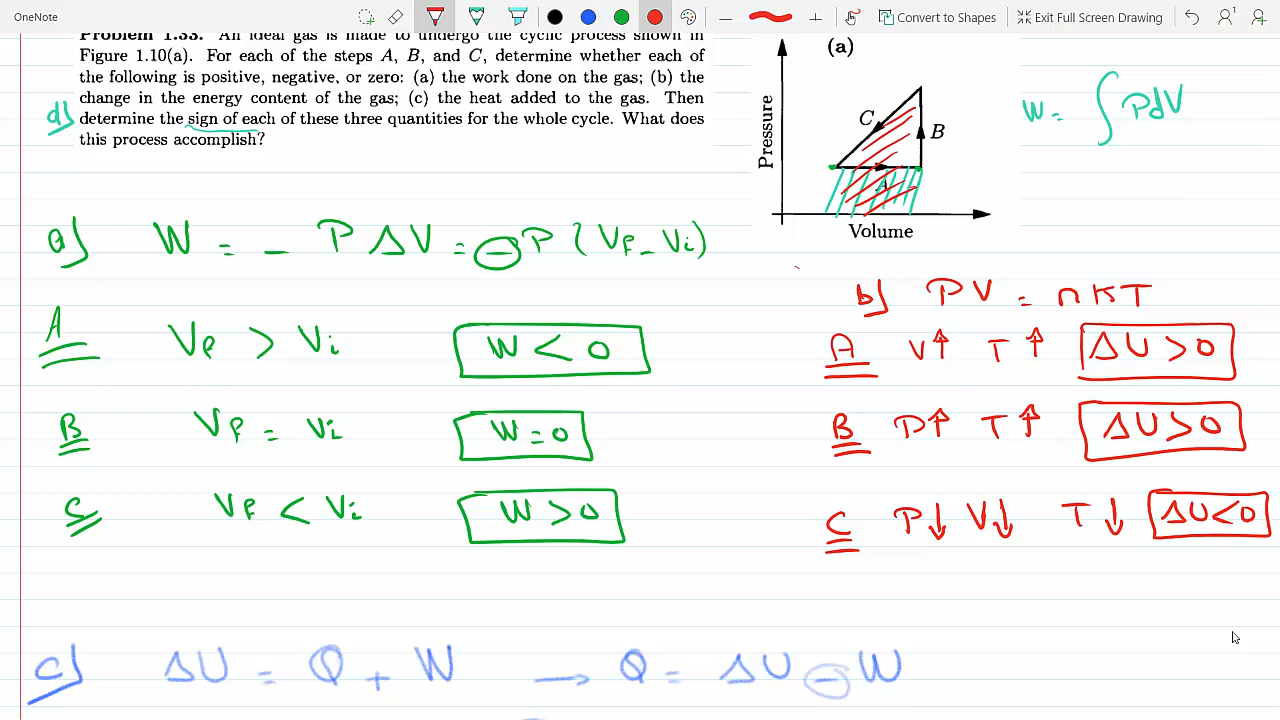 OneNote
Convert to Shapes
Exit Full Screen Drawing
Problem 1.33. An ideal gas is made to undergo the cyclic process shown in
Figure 1.10(a). For each of the steps A, B, and C, determine whether each of
the following is positive, negative, or zero: (a) the work done on the gas; (b) the
change in the energy content of the gas; (c) the heat added to the gas. Then
determine the sign of each of these three quantities for the whole cycle. What does
this process accomplish?
d)
(a)
Pressure
C
B
A
Volume
W = ∫ PdV
a) W = - P ΔV = - P (Vf - Vi)
A Vf > Vi W < 0
B Vf = Vi W = 0
C Vf < Vi W > 0
b) PV = nKT
A V↑ T↑ ΔU > 0
B P↑ T↑ ΔU > 0
C P↓ V↓ T↓ ΔU < 0
c) ΔU = Q + W → Q = ΔU - W